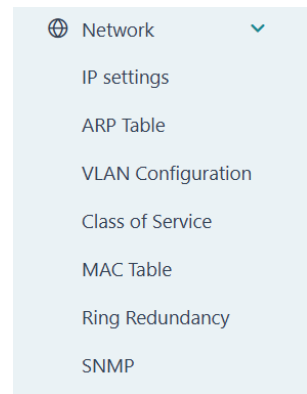 Network
IP settings
ARP Table
VLAN Configuration
Class of Service
MAC Table
Ring Redundancy
SNMP